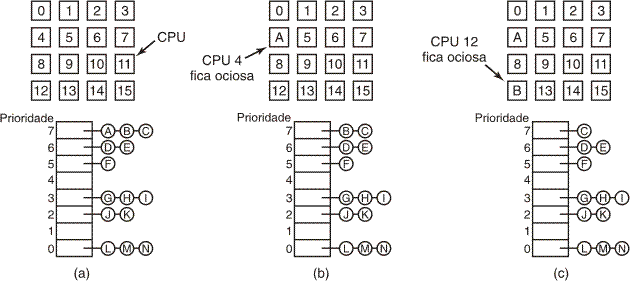 0 1 2 3
4 5 6 7
8 9 10 11
12 13 14 15
CPU
Prioridade
7 A B C
6 D E
5 F
4
3 G H I
2 J K
1
0 L M N
(a)
0 1 2 3
A 5 6 7
8 9 10 11
12 13 14 15
CPU 4
fica ociosa
Prioridade
7 B C
6 D E
5 F
4
3 G H I
2 J K
1
0 L M N
(b)
0 1 2 3
A 5 6 7
8 9 10 11
B 13 14 15
CPU 12
fica ociosa
Prioridade
7 C
6 D E
5 F
4
3 G H I
2 J K
1
0 L M N
(c)